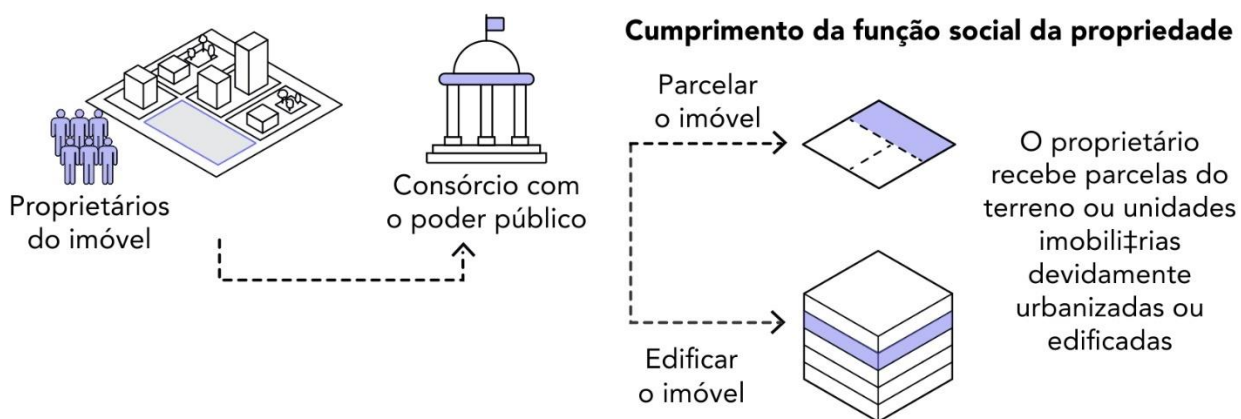 Cumprimento da função social da propriedade
Proprietários
do imóvel
Consórcio com
o poder público
Parcelar
o imóvel
Edificar
o imóvel
O proprietário
recebe parcelas do
terreno ou unidades
imobili‡rias
devidamente
urbanizadas ou
edificadas